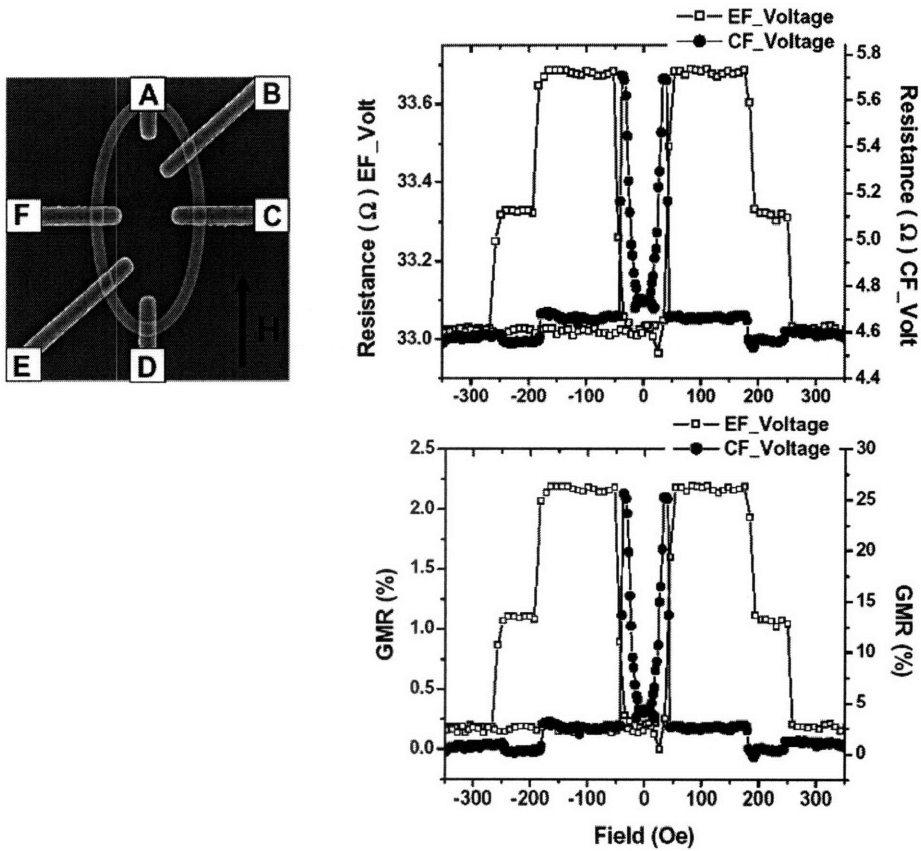 A
B
F
C
E
D
H
EF_Voltage
CF_Voltage
Resistance ( Ω ) EF_Volt
33.6
33.4
33.2
33.0
5.8
5.6
5.4
5.2
5.0
4.8
4.6
4.4
Resistance ( Ω ) CF_Volt
-300 -200 -100 0 100 200 300
EF_Voltage
CF_Voltage
GMR (%)
2.5
2.0
1.5
1.0
0.5
0.0
30
25
20
15
10
5
0
GMR (%)
-300 -200 -100 0 100 200 300
Field (Oe)